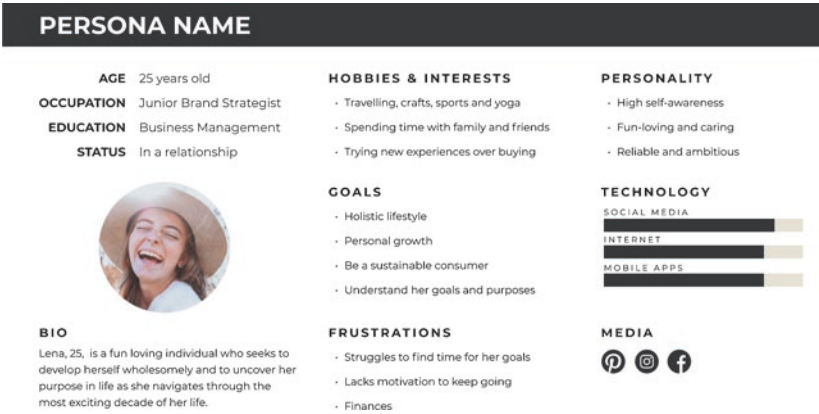 PERSONA NAME
AGE 25 years old
OCCUPATION Junior Brand Strategist
EDUCATION Business Management
STATUS In a relationship
BIO
Lena, 25, is a fun loving individual who seeks to
develop herself wholesomely and to uncover her
purpose in life as she navigates through the
most exciting decade of her life.
HOBBIES & INTERESTS
· Travelling, crafts, sports and yoga
· Spending time with family and friends
· Trying new experiences over buying
GOALS
· Holistic lifestyle
· Personal growth
· Be a sustainable consumer
· Understand her goals and purposes
FRUSTRATIONS
· Struggles to find time for her goals
· Lacks motivation to keep going
· Finances
PERSONALITY
· High self-awareness
· Fun-loving and caring
· Reliable and ambitious
TECHNOLOGY
SOCIAL MEDIA
INTERNET
MOBILE APPS
MEDIA